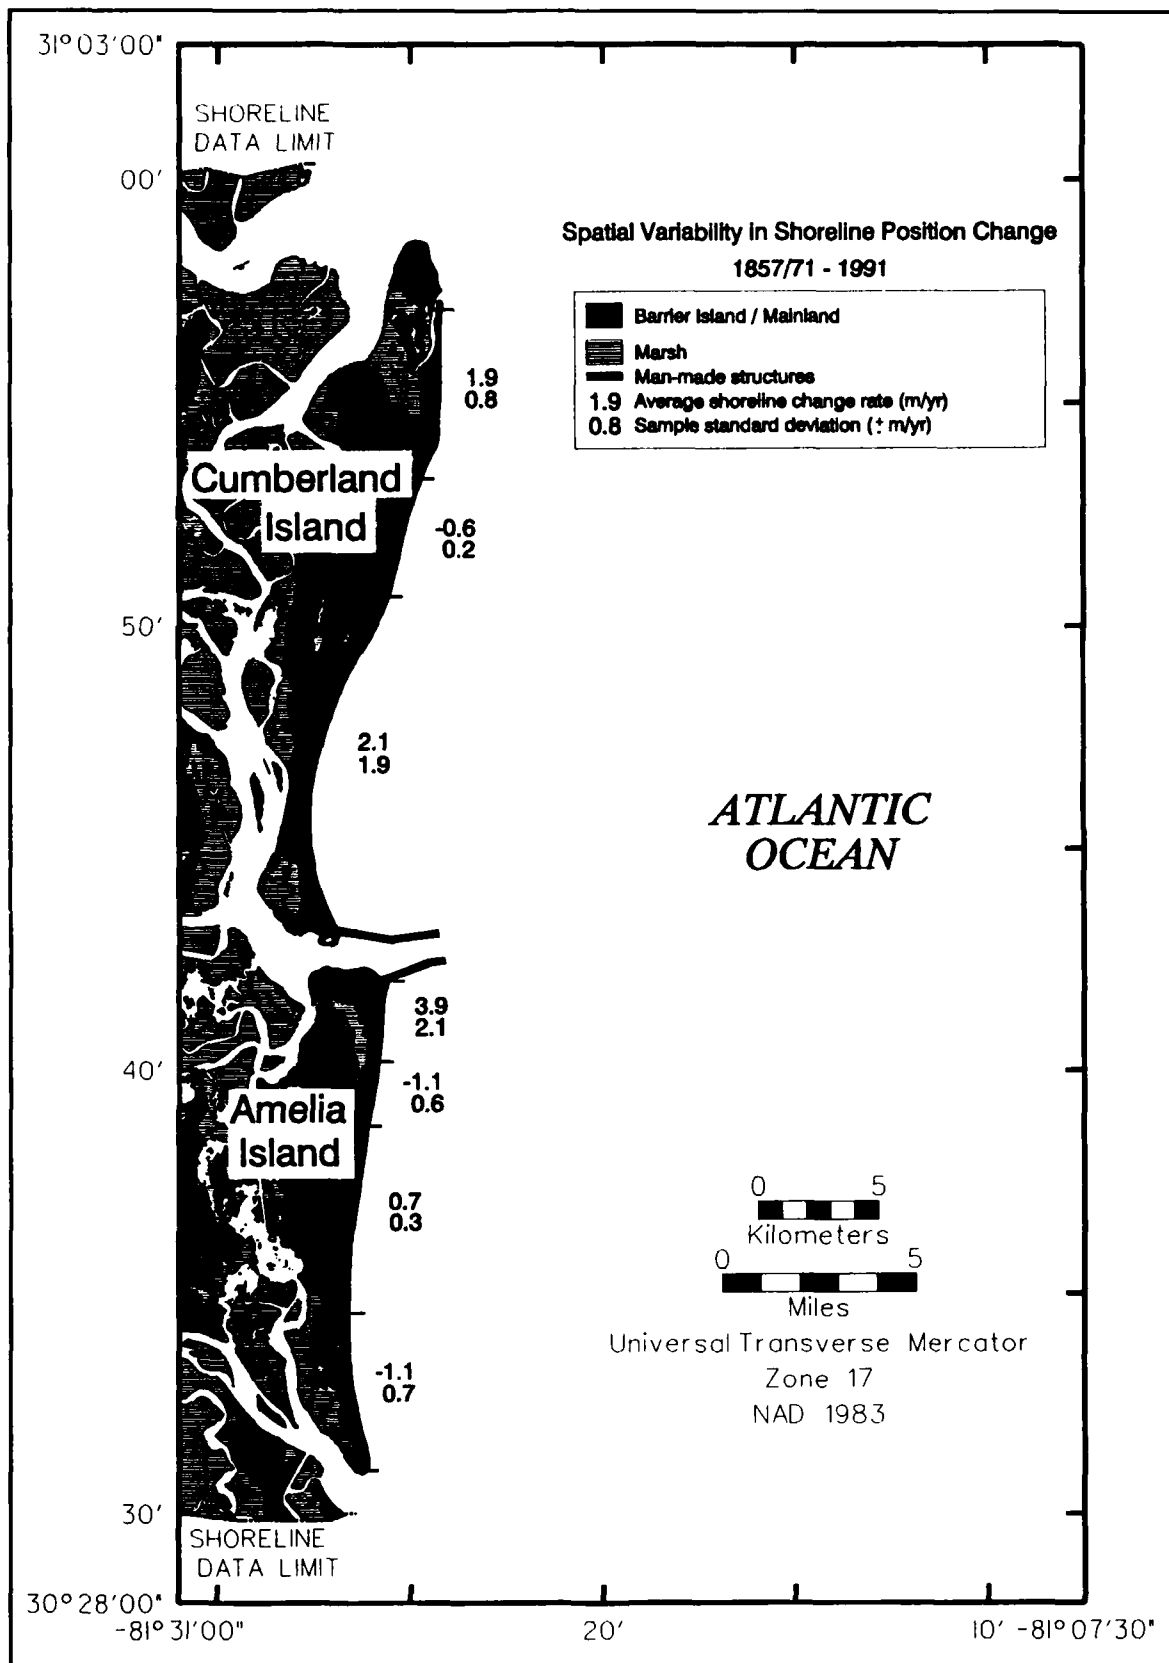 31°03'00"
SHORELINE
DATA LIMIT
00'
Spatial Variability in Shoreline Position Change
1857/71 - 1991
Barrier Island / Mainland
Marsh
Man-made structures
1.9 Average shoreline change rate (m/yr)
0.8 Sample standard deviation (± m/yr)
1.9
0.8
Cumberland
Island
-0.6
0.2
50'
2.1
1.9
ATLANTIC
OCEAN
3.9
2.1
40'
-1.1
0.6
Amelia
Island
0.7
0.3
0 5
Kilometers
0 5
Miles
Universal Transverse Mercator
Zone 17
NAD 1983
-1.1
0.7
30'
SHORELINE
DATA LIMIT
30°28'00"
-81°31'00" 20' 10' -81°07'30"